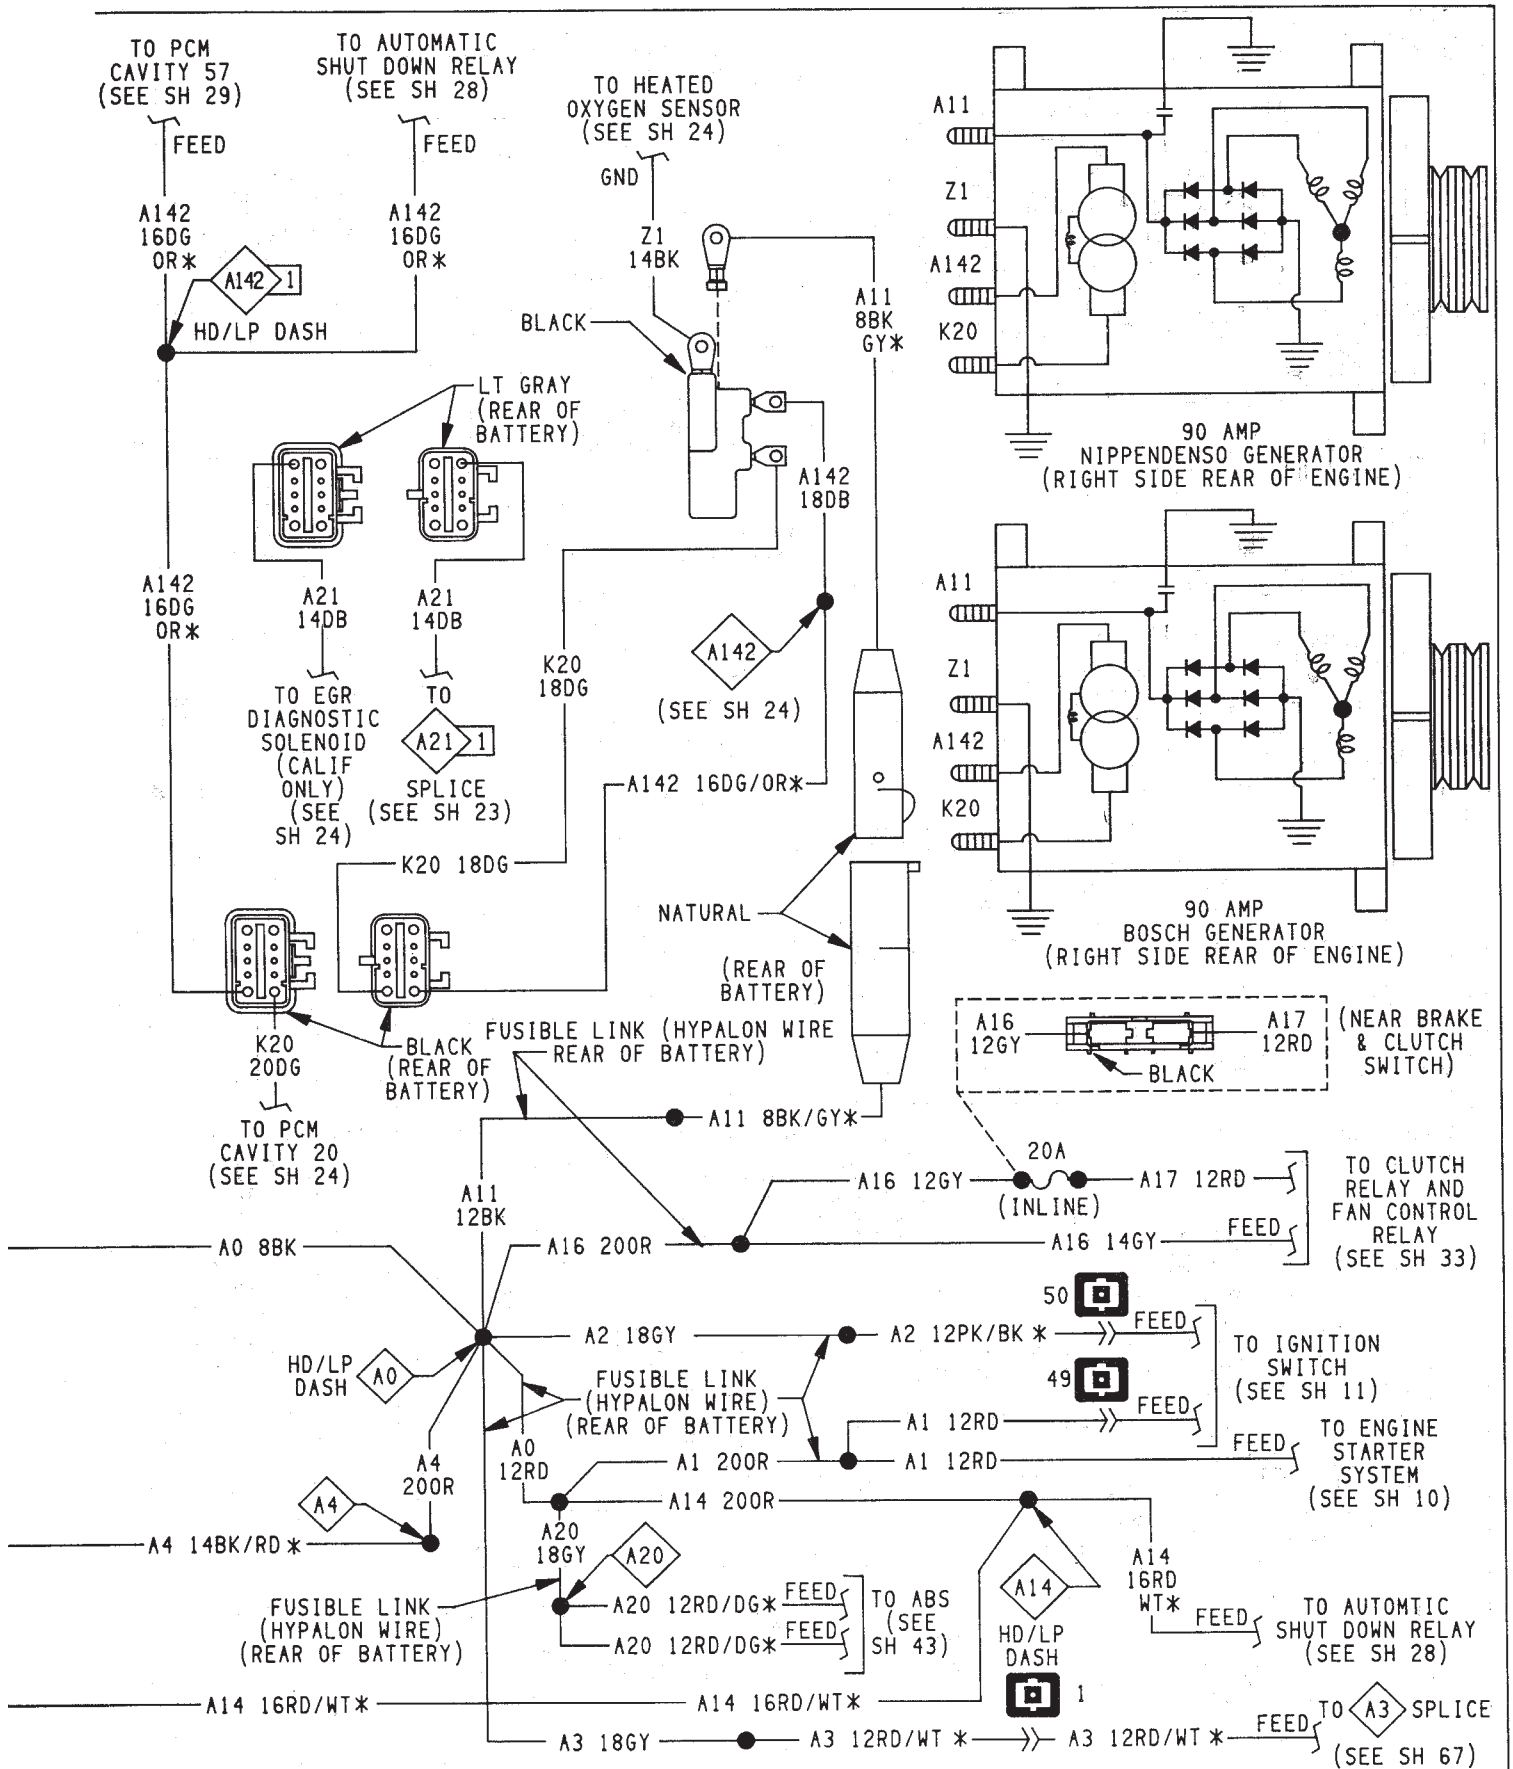 TO PCM
CAVITY 57
(SEE SH 29)
FEED
A142
16DG
OR*
TO AUTOMATIC
SHUT DOWN RELAY
(SEE SH 28)
FEED
A142
16DG
OR*
A142
1
HD/LP DASH
TO HEATED
OXYGEN SENSOR
(SEE SH 24)
GND
Z1
14BK
BLACK
A11
8BK
GY*
LT GRAY
(REAR OF
BATTERY)
A142
18DB
A11
Z1
A142
K20
90 AMP
NIPPENDENSO GENERATOR
(RIGHT SIDE REAR OF ENGINE)
A142
16DG
OR*
A21
14DB
A21
14DB
TO EGR
DIAGNOSTIC
SOLENOID
(CALIF
ONLY)
(SEE
SH 24)
TO
A21
1
SPLICE
(SEE SH 23)
K20
18DG
A142
(SEE SH 24)
A142 16DG/OR*
K20 18DG
A11
Z1
A142
K20
90 AMP
BOSCH GENERATOR
(RIGHT SIDE REAR OF ENGINE)
NATURAL
(REAR OF
BATTERY)
K20
20DG
BLACK
(REAR OF
BATTERY)
TO PCM
CAVITY 20
(SEE SH 24)
FUSIBLE LINK (HYPALON WIRE
REAR OF BATTERY)
A16
12GY
A17
12RD
BLACK
(NEAR BRAKE
& CLUTCH
SWITCH)
A11 8BK/GY*
A11
12BK
20A
A16 12GY
(INLINE)
A17 12RD
TO CLUTCH
RELAY AND
FAN CONTROL
RELAY
(SEE SH 33)
A0 8BK
A16 20OR
A16 14GY
FEED
50
A2 18GY
A2 12PK/BK *
FEED
TO IGNITION
SWITCH
(SEE SH 11)
HD/LP
DASH
A0
FUSIBLE LINK
(HYPALON WIRE)
(REAR OF BATTERY)
49
A1 12RD
FEED
A4
20OR
A0
12RD
A1 20OR
A1 12RD
FEED
TO ENGINE
STARTER
SYSTEM
(SEE SH 10)
A4
A14 20OR
A4 14BK/RD *
A20
18GY
A20
A14
A14
16RD
WT*
FUSIBLE LINK
(HYPALON WIRE)
(REAR OF BATTERY)
A20 12RD/DG*
FEED
A20 12RD/DG*
FEED
TO ABS
(SEE
SH 43)
HD/LP
DASH
FEED
TO AUTOMTIC
SHUT DOWN RELAY
(SEE SH 28)
A14 16RD/WT*
A14 16RD/WT*
1
A3 18GY
A3 12RD/WT *
A3 12RD/WT *
FEED
TO
A3
SPLICE
(SEE SH 67)